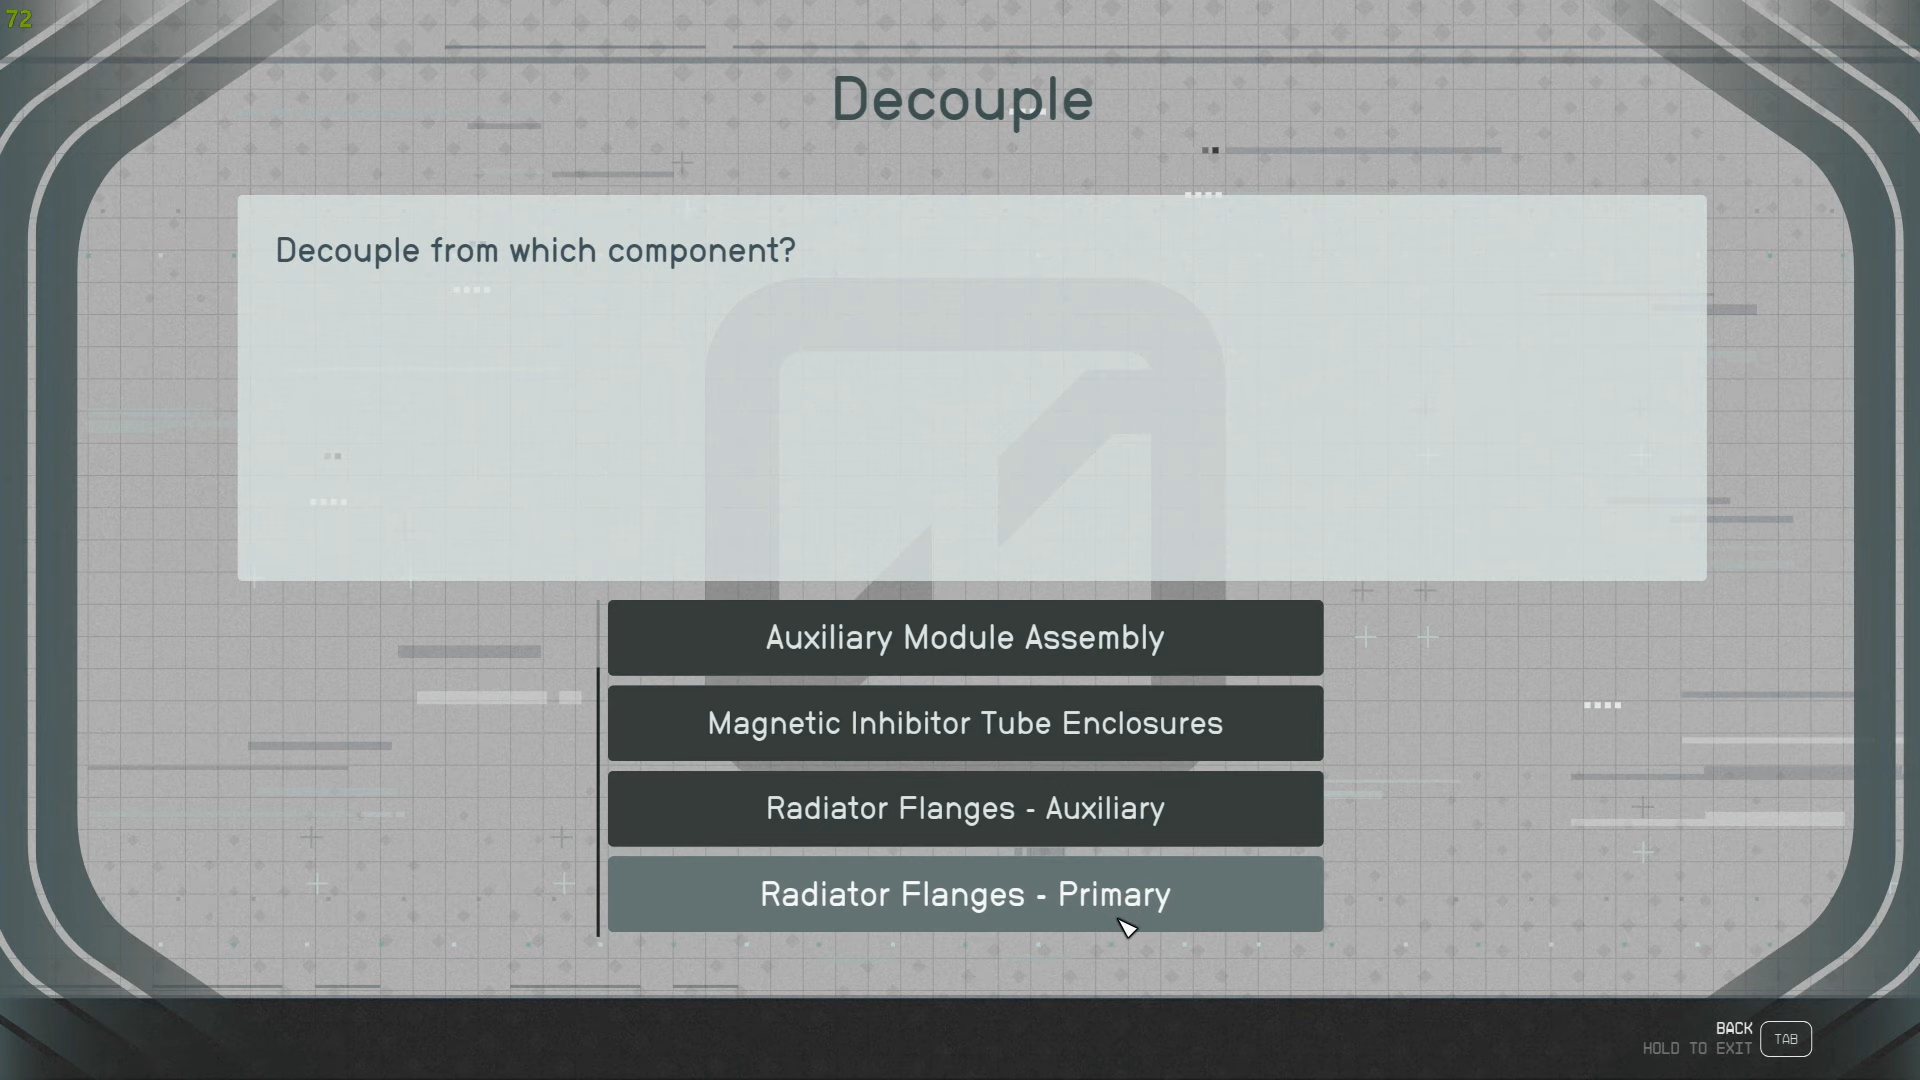 72
Decouple
Decouple from which component?
Auxiliary Module Assembly
Magnetic Inhibitor Tube Enclosures
Radiator Flanges - Auxiliary
Radiator Flanges - Primary
BACK
HOLD TO EXIT
TAB